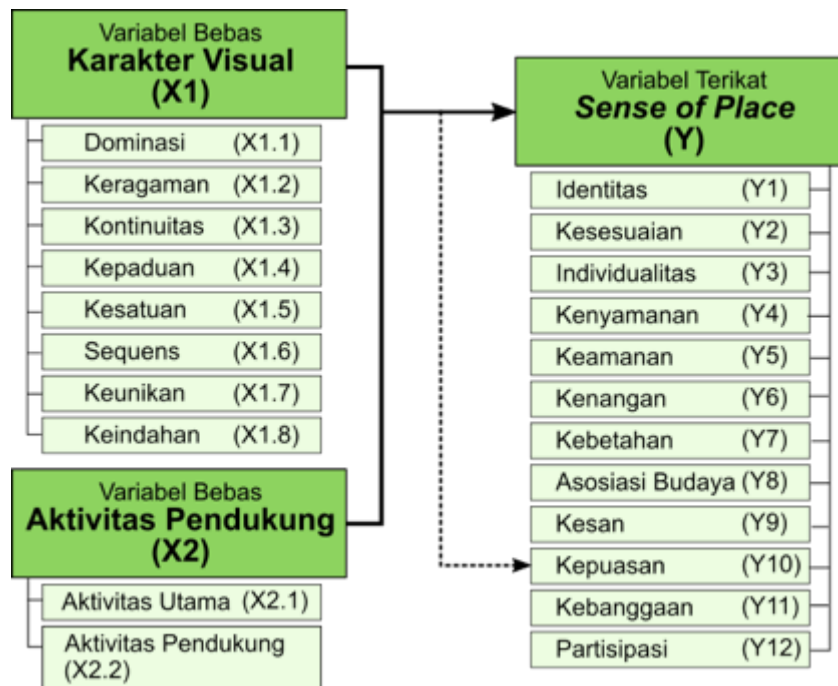 Variabel Bebas
Karakter Visual
(X1)
Dominasi (X1.1)
Keragaman (X1.2)
Kontinuitas (X1.3)
Kepaduan (X1.4)
Kesatuan (X1.5)
Sequens (X1.6)
Keunikan (X1.7)
Keindahan (X1.8)
Variabel Bebas
Aktivitas Pendukung
(X2)
Aktivitas Utama (X2.1)
Aktivitas Pendukung
(X2.2)
Variabel Terikat
Sense of Place
(Y)
Identitas (Y1)
Kesesuaian (Y2)
Individualitas (Y3)
Kenyamanan (Y4)
Keamanan (Y5)
Kenangan (Y6)
Kebetahan (Y7)
Asosiasi Budaya (Y8)
Kesan (Y9)
Kepuasan (Y10)
Kebanggaan (Y11)
Partisipasi (Y12)